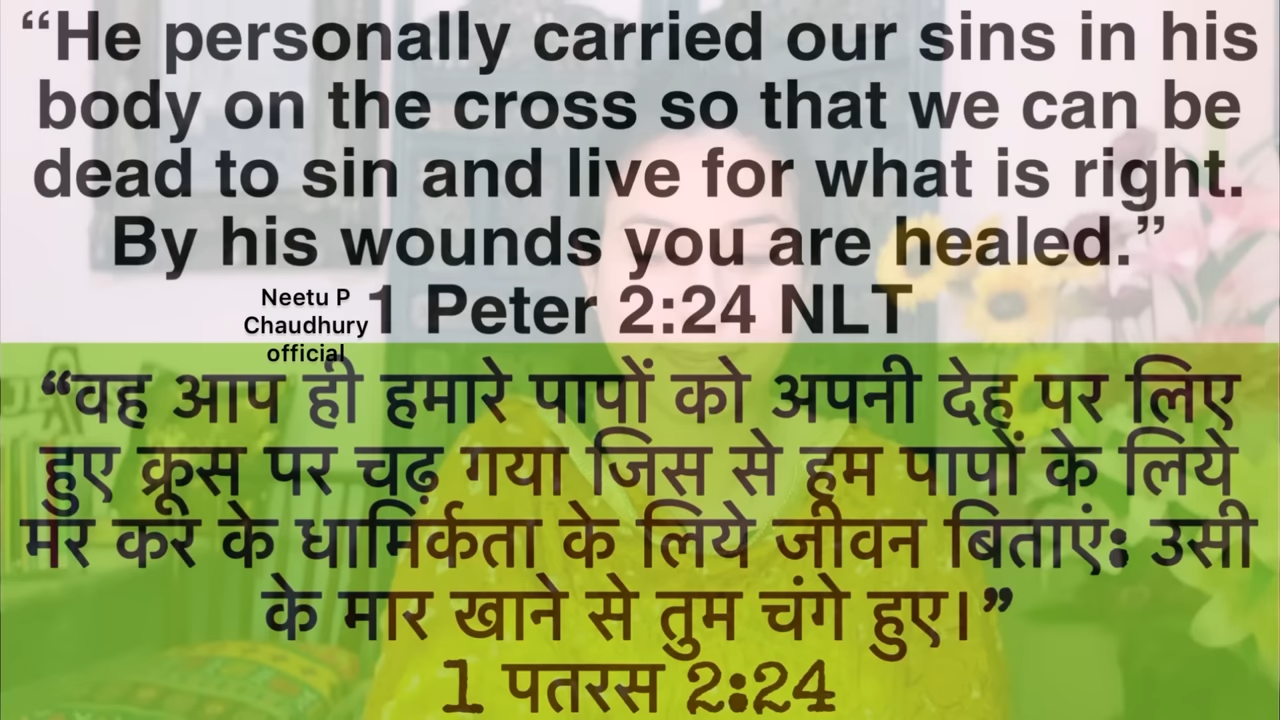 “He personally carried our sins in his
body on the cross so that we can be
dead to sin and live for what is right.
By his wounds you are healed.”
1 Peter 2:24 NLT
Neetu P
Chaudhury
official
“वह आप ही हमारे पापों को अपनी देह पर लिए
हुए क्रूस पर चढ़ गया जिस से हम पापों के लिये
मर कर के धामिर्कता के लिये जीवन बिताएं: उसी
के मार खाने से तुम चंगे हुए।”
1 पतरस 2:24